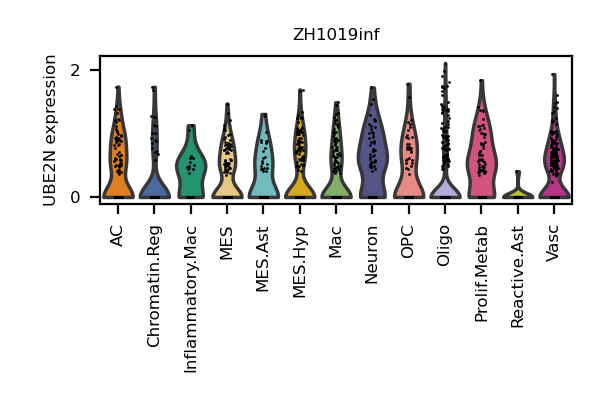 ZH1019inf
UBE2N expression
2
0
AC
Chromatin.Reg
Inflammatory.Mac
MES
MES.Ast
MES.Hyp
Mac
Neuron
OPC
Oligo
Prolif.Metab
Reactive.Ast
Vasc